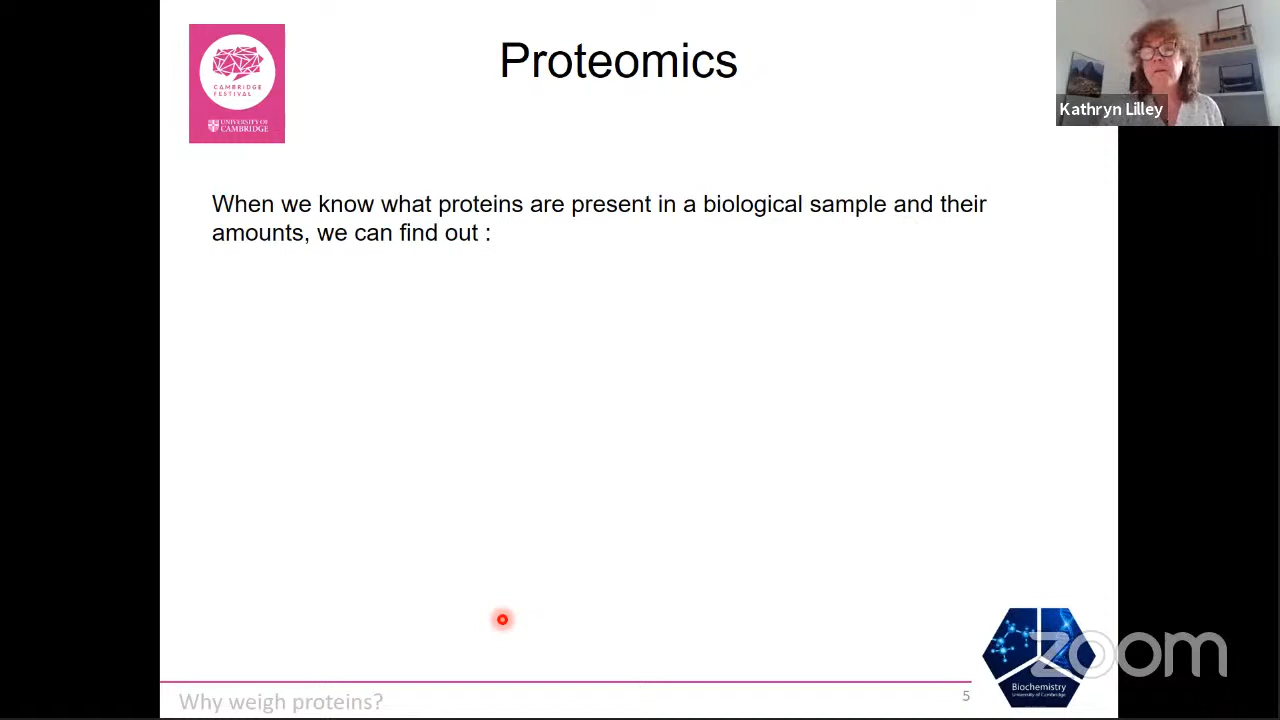 CAMBRIDGE
FESTIVAL
UNIVERSITY OF
CAMBRIDGE
Proteomics
Kathryn Lilley
When we know what proteins are present in a biological sample and their
amounts, we can find out :
Why weigh proteins?
5
Biochemistry
University of Cambridge
zoom